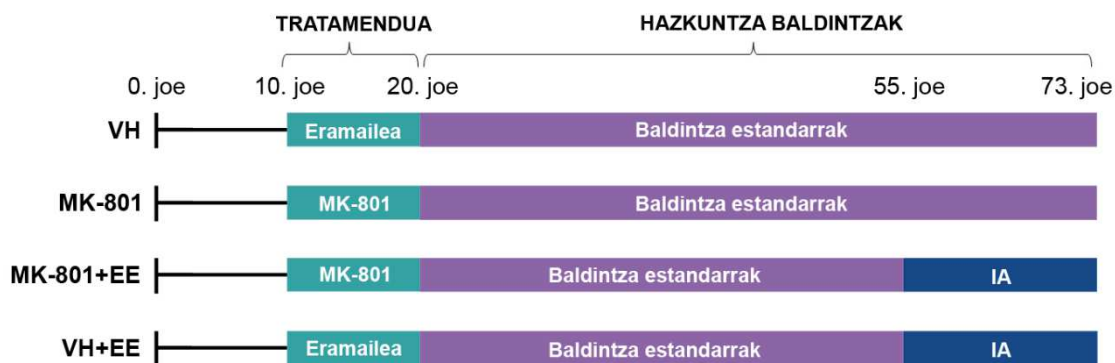 TRATAMENDUA HAZKUNTZA BALDINTZAK
0. joe 10. joe 20. joe 55. joe 73. joe
VH Eramailea Baldintza estandarrak
MK-801 MK-801 Baldintza estandarrak
MK-801+EE MK-801 Baldintza estandarrak IA
VH+EE Eramailea Baldintza estandarrak IA